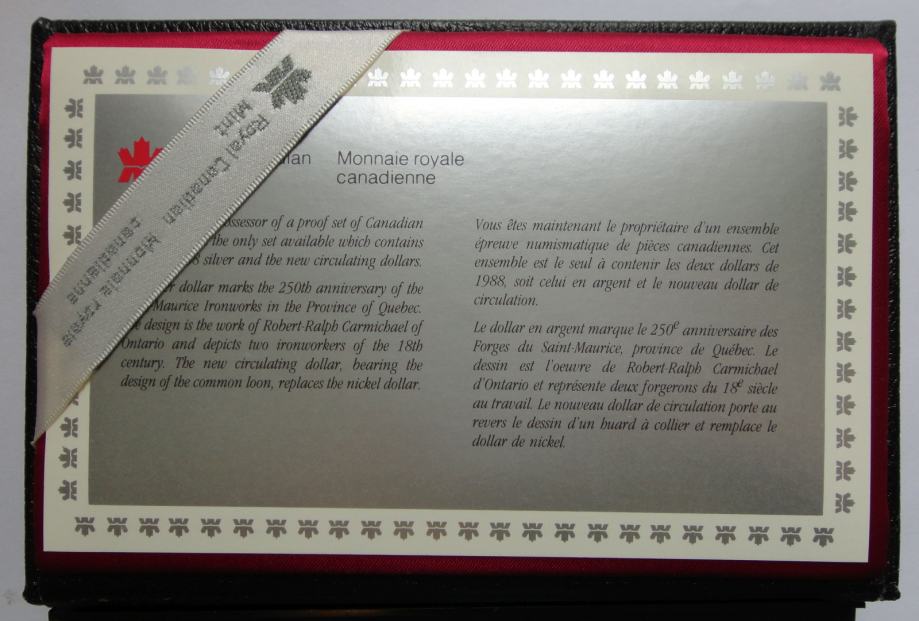 Royal Canadian
Mint
Monnaie royale
canadienne
Monnaie royale
canadienne
of a proof set of Canadian
the only set available which contains
silver and the new circulating dollars.
dollar marks the 250th anniversary of the
Maurice Ironworks in the Province of Quebec.
design is the work of Robert-Ralph Carmichael of
Ontario and depicts two ironworkers of the 18th
century. The new circulating dollar, bearing the
design of the common loon, replaces the nickel dollar.
Vous êtes maintenant le propriétaire d'un ensemble
épreuve numismatique de pièces canadiennes. Cet
ensemble est le seul à contenir les deux dollars de
1988, soit celui en argent et le nouveau dollar de
circulation.
Le dollar en argent marque le 250e anniversaire des
Forges du Saint-Maurice, province de Québec. Le
dessin est l'oeuvre de Robert-Ralph Carmichael
d'Ontario et représente deux forgerons du 18e siècle
au travail. Le nouveau dollar de circulation porte au
revers le dessin d'un huard à collier et remplace le
dollar de nickel.